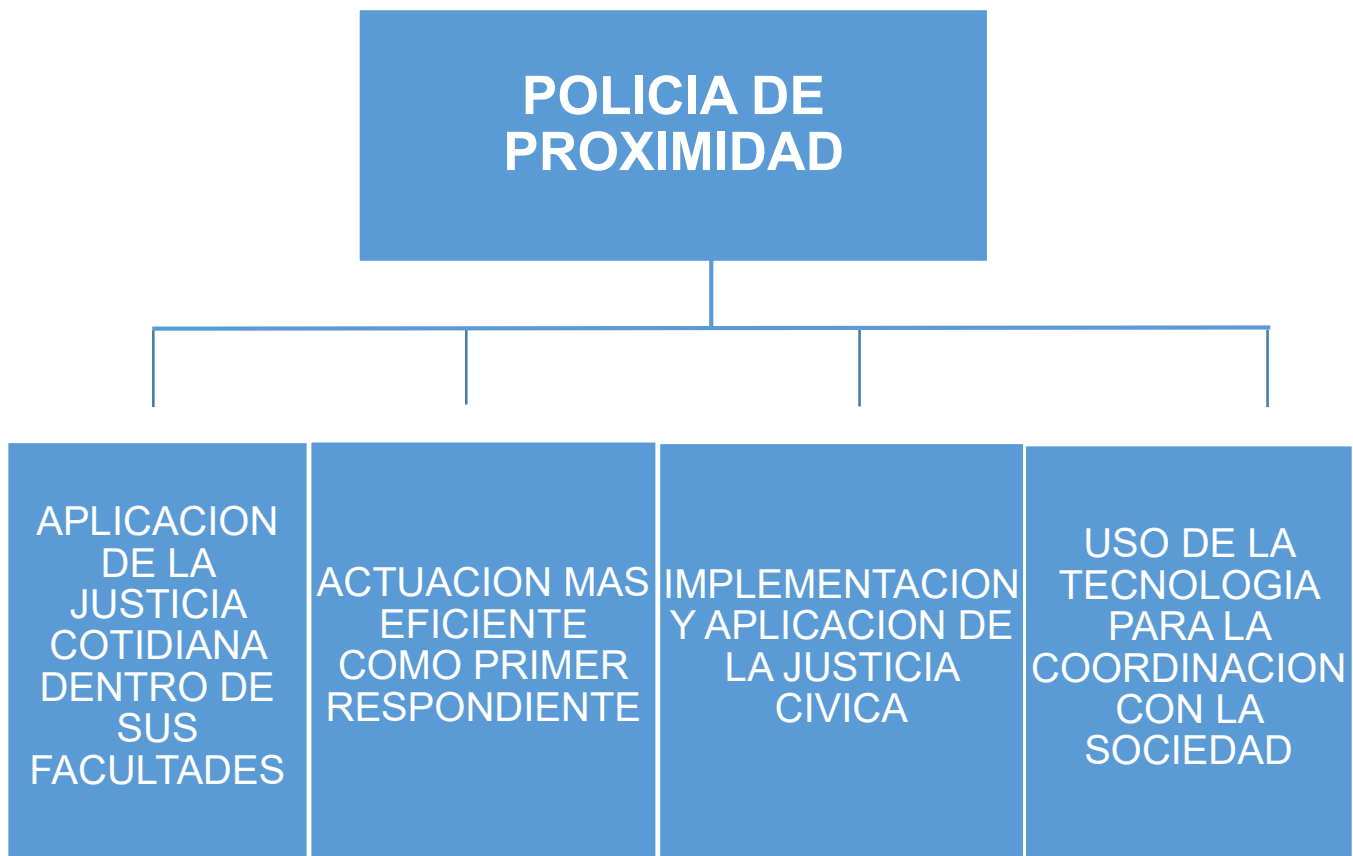 POLICIA DE
PROXIMIDAD
APLICACION
DE LA
JUSTICIA
COTIDIANA
DENTRO DE
SUS
FACULTADES
ACTUACION MAS
EFICIENTE
COMO PRIMER
RESPONDIENTE
IMPLEMENTACION
Y APLICACION DE
LA JUSTICIA
CIVICA
USO DE LA
TECNOLOGIA
PARA LA
COORDINACION
CON LA
SOCIEDAD